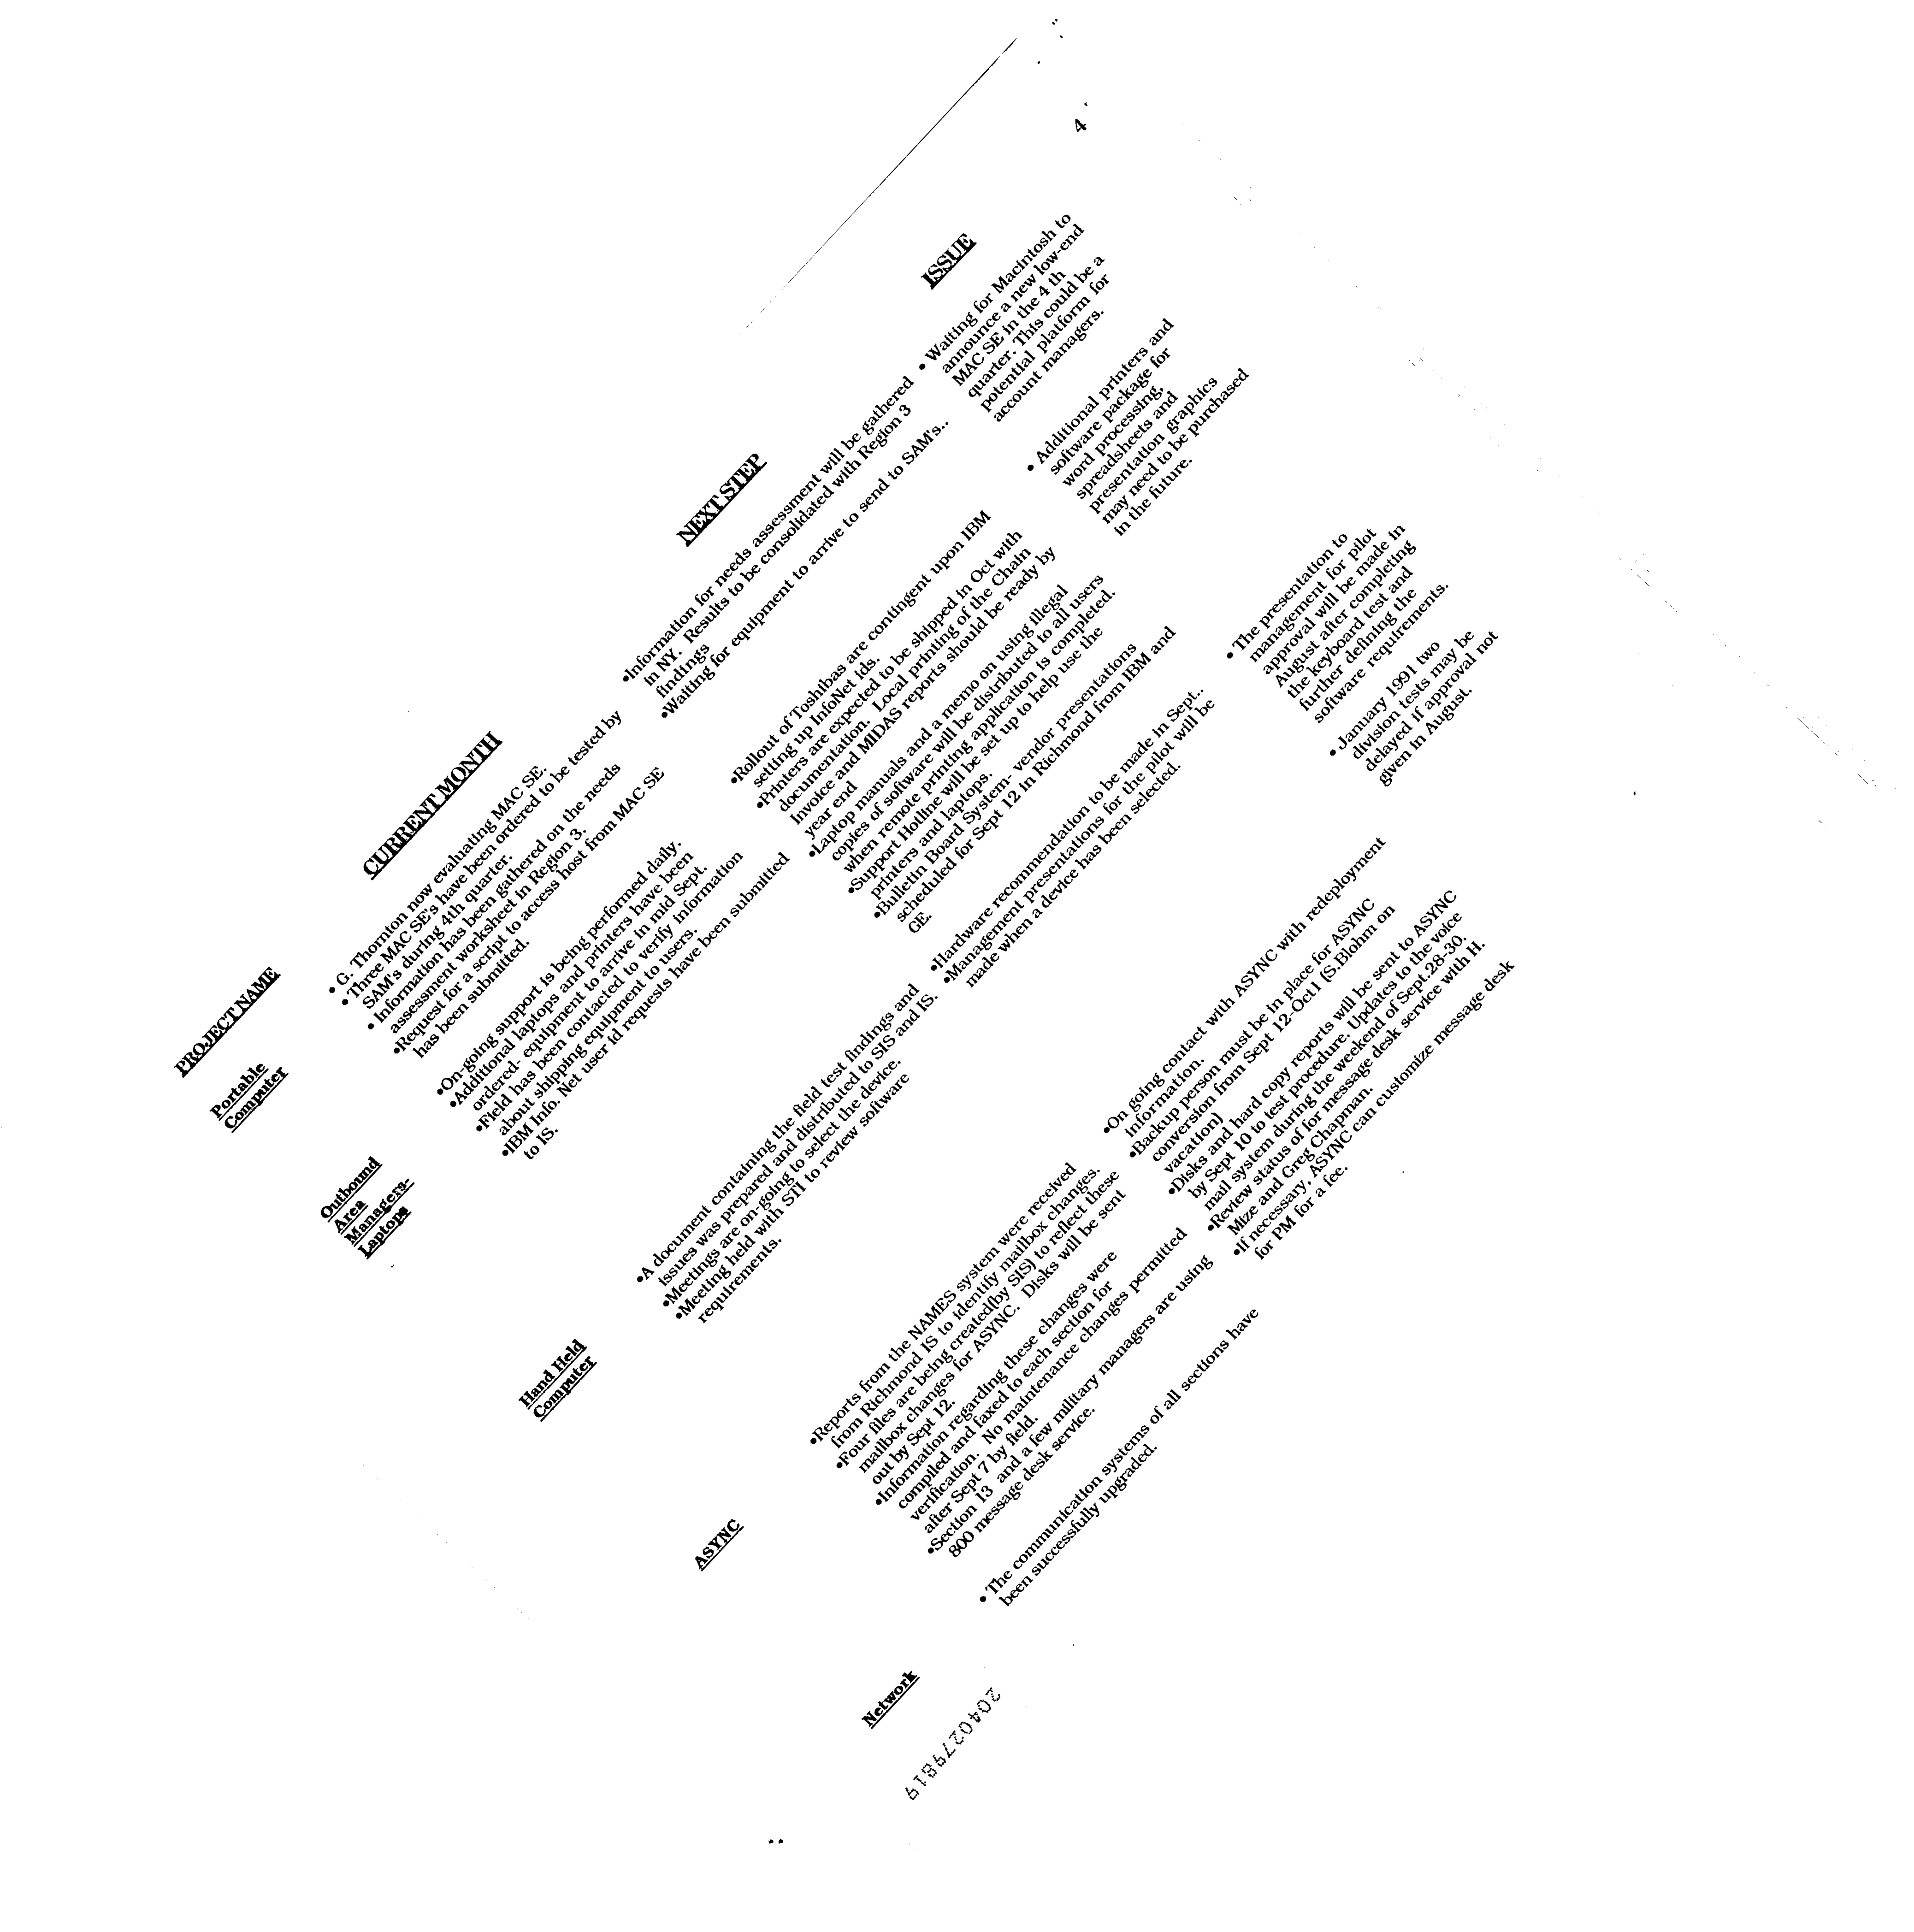 4
PROJECT NAME
CURRENT MONTH
NEXT STEP
ISSUE
Portable
Computer
• G. Thornton now evaluating MAC SE.
• Three MAC SE's have been ordered to be tested by
SAM's during 4th quarter.
• Information has been gathered on the needs
assessment worksheet in Region 3.
•Request for a script to access host from MAC SE
has been submitted.
•Information for needs assessment will be gathered
in NY. Results to be consolidated with Region 3
findings
•Waiting for equipment to arrive to send to SAM's..
• Waiting for Macintosh to
announce a new low-end
MAC SE in the 4 th
quarter. This could be a
potential platform for
account managers.
Outbound
Area
Managers-
Laptops
•On-going support is being performed daily.
•Additional laptops and printers have been
ordered- equipment to arrive in mid Sept.
•Field has been contacted to verify information
about shipping equipment to users.
•IBM Info. Net user id requests have been submitted
to IS.
•Rollout of Toshibas are contingent upon IBM
setting up InfoNet ids.
•Printers are expected to be shipped in Oct with
documentation. Local printing of the Chain
Invoice and MIDAS reports should be ready by
year end
•Laptop manuals and a memo on using illegal
copies of software will be distributed to all users
when remote printing application is completed.
•Support Hotline will be set up to help use the
printers and laptops.
•Bulletin Board System- vendor presentations
scheduled for Sept 12 in Richmond from IBM and
GE.
• Additional printers and
software package for
word processing,
spreadsheets and
presentation graphics
may need to be purchased
in the future.
Hand Held
Computer
•A document containing the field test findings and
issues was prepared and distributed to SIS and IS.
•Meetings are on-going to select the device.
•Meeting held with STI to review software
requirements.
•Hardware recommendation to be made in Sept..
•Management presentations for the pilot will be
made when a device has been selected.
• The presentation to
management for pilot
approval will be made in
August after completing
the keyboard test and
further defining the
software requirements.
• January 1991 two
division tests may be
delayed if approval not
given in August.
ASYNC
•Reports from the NAMES system were received
from Richmond IS to identify mailbox changes.
•Four files are being created(by SIS) to reflect these
mailbox changes for ASYNC. Disks will be sent
out by Sept 12.
•Information regarding these changes were
compiled and faxed to each section for
verification. No maintenance changes permitted
after Sept 7 by field.
•Section 13 and a few military managers are using
800 message desk service.
•On going contact with ASYNC with redeployment
information.
•Backup person must be in place for ASYNC
conversion from Sept 12-Oct1 (S.Blohm on
vacation)
•Disks and hard copy reports will be sent to ASYNC
by Sept 10 to test procedure. Updates to the voice
mail system during the weekend of Sept.28-30.
•Review status of for message desk service with H.
Mize and Greg Chapman.
•If necessary, ASYNC can customize message desk
for PM for a fee.
Network
• The communication systems of all sections have
been successfully upgraded.
2040279819